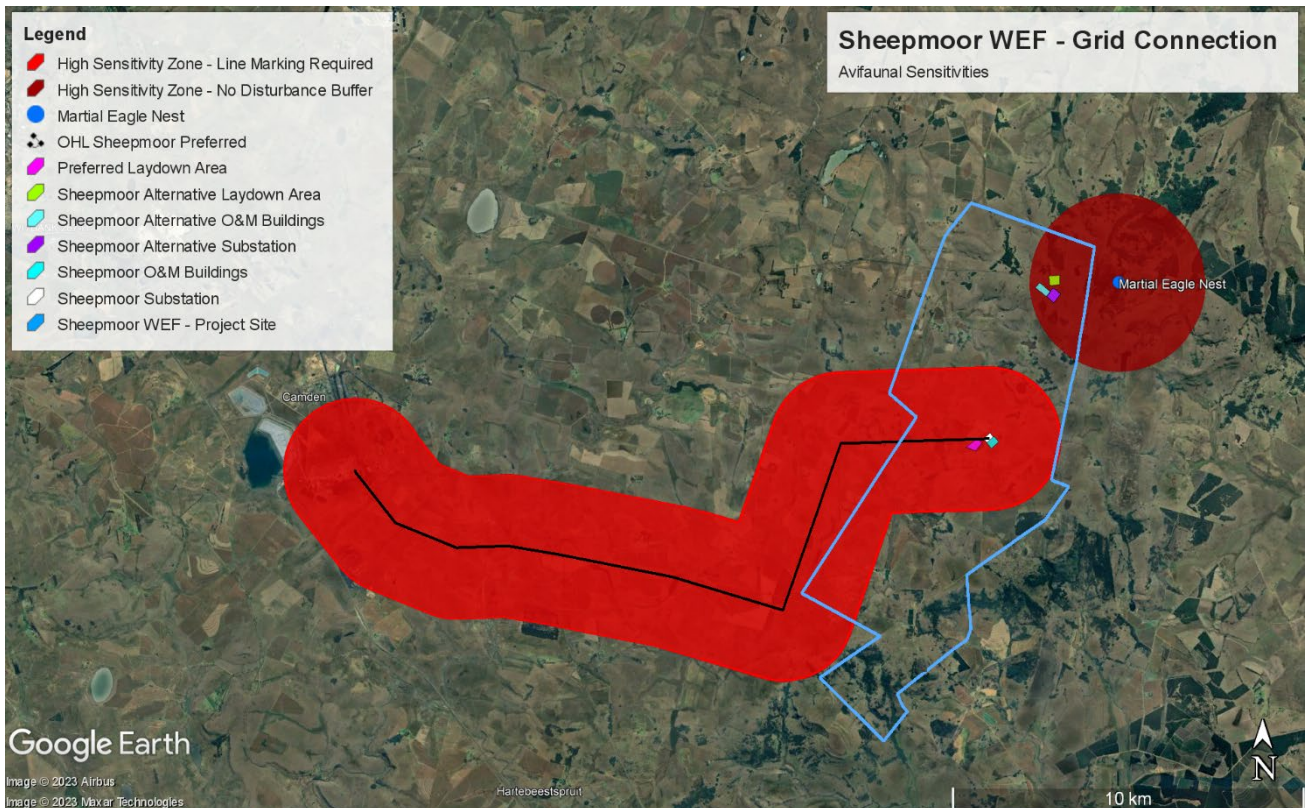 Legend
High Sensitivity Zone - Line Marking Required
High Sensitivity Zone - No Disturbance Buffer
Martial Eagle Nest
OHL Sheepmoor Preferred
Preferred Laydown Area
Sheepmoor Alternative Laydown Area
Sheepmoor Alternative O&M Buildings
Sheepmoor Alternative Substation
Sheepmoor O&M Buildings
Sheepmoor Substation
Sheepmoor WEF - Project Site
Sheepmoor WEF - Grid Connection
Avifaunal Sensitivities
Martial Eagle Nest
Camden
Google Earth
Image © 2023 Airbus
Image © 2023 Maxar Technologies
Hartebeestspruit
N
10 km